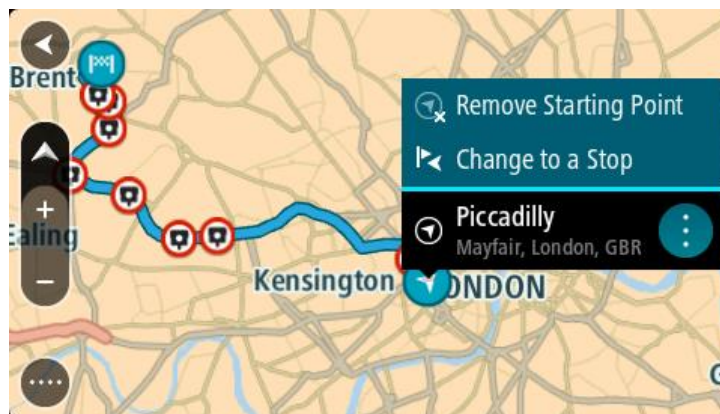 Brent
Remove Starting Point
Change to a Stop
Piccadilly
Mayfair, London, GBR
Ealing
Kensington
ONDON
G